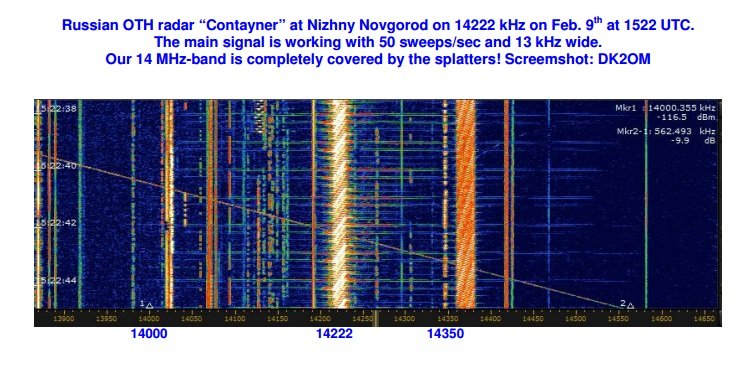 Russian OTH radar “Contayner” at Nizhny Novgorod on 14222 kHz on Feb. 9th at 1522 UTC.
The main signal is working with 50 sweeps/sec and 13 kHz wide.
Our 14 MHz-band is completely covered by the splatters! Screemshot: DK2OM
15:22:38
Mkr1 :14000.355 kHz
-116.5 dBm
Mkr2-1: 562.493 kHz
-9.9 dB
15:22:40
15:22:42
15:22:44
1 2
13900 13950 14000 14050 14100 14150 14200 14250 14300 14350 14400 14450 14500 14550 14600 14650
14000 14222 14350